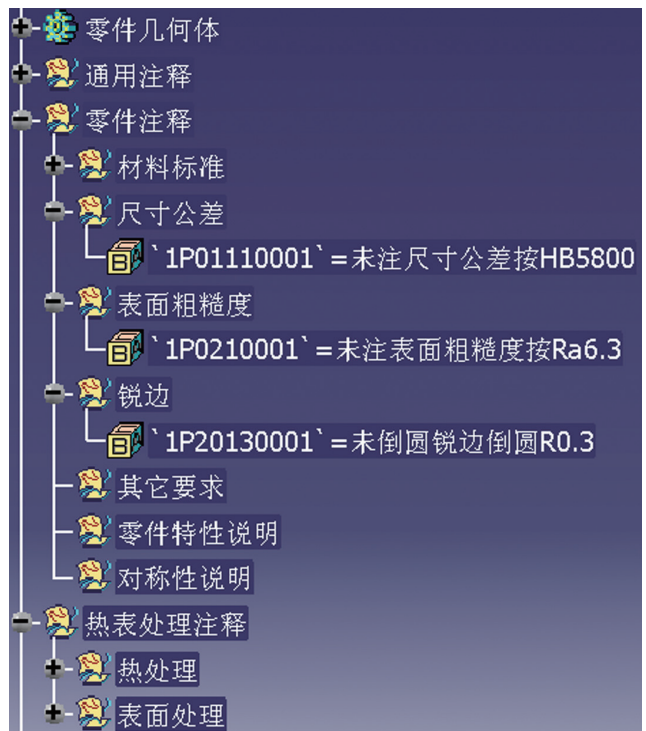 零件几何体
通用注释
零件注释
材料标准
尺寸公差
`1P01110001`=未注尺寸公差按HB5800
表面粗糙度
`1P0210001`=未注表面粗糙度按Ra6.3
锐边
`1P20130001`=未倒圆锐边倒圆R0.3
其它要求
零件特性说明
对称性说明
热表处理注释
热处理
表面处理